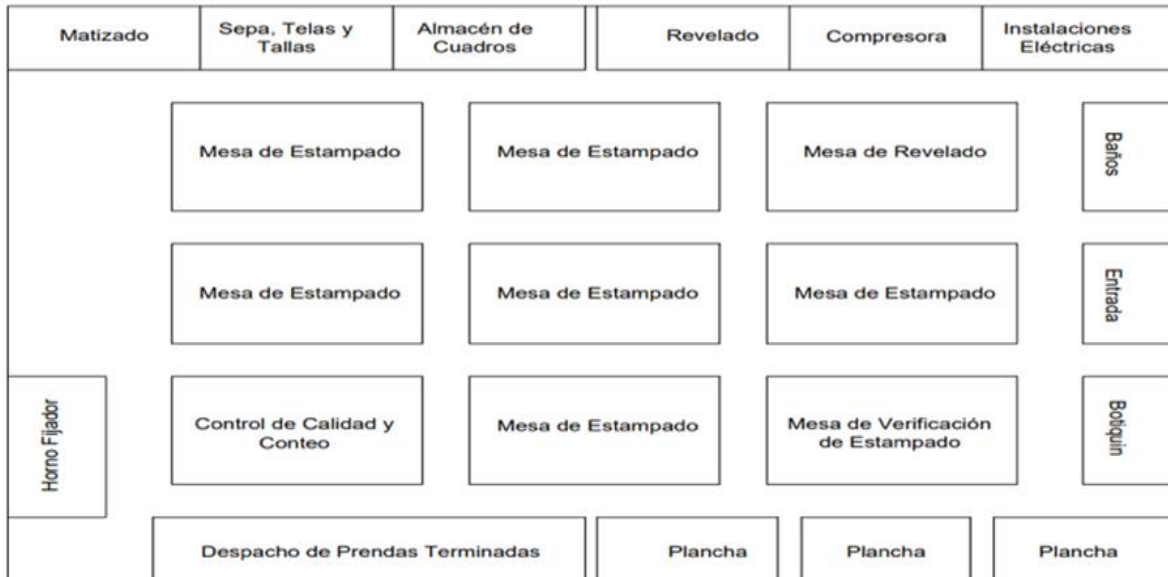 Matizado
Sepa, Telas y
Tallas
Almacén de
Cuadros
Revelado
Compresora
Instalaciones
Eléctricas
Mesa de Estampado
Mesa de Estampado
Mesa de Revelado
Baños
Mesa de Estampado
Mesa de Estampado
Mesa de Estampado
Entrada
Horno Fijador
Control de Calidad y
Conteo
Mesa de Estampado
Mesa de Verificación
de Estampado
Botiquin
Despacho de Prendas Terminadas
Plancha
Plancha
Plancha